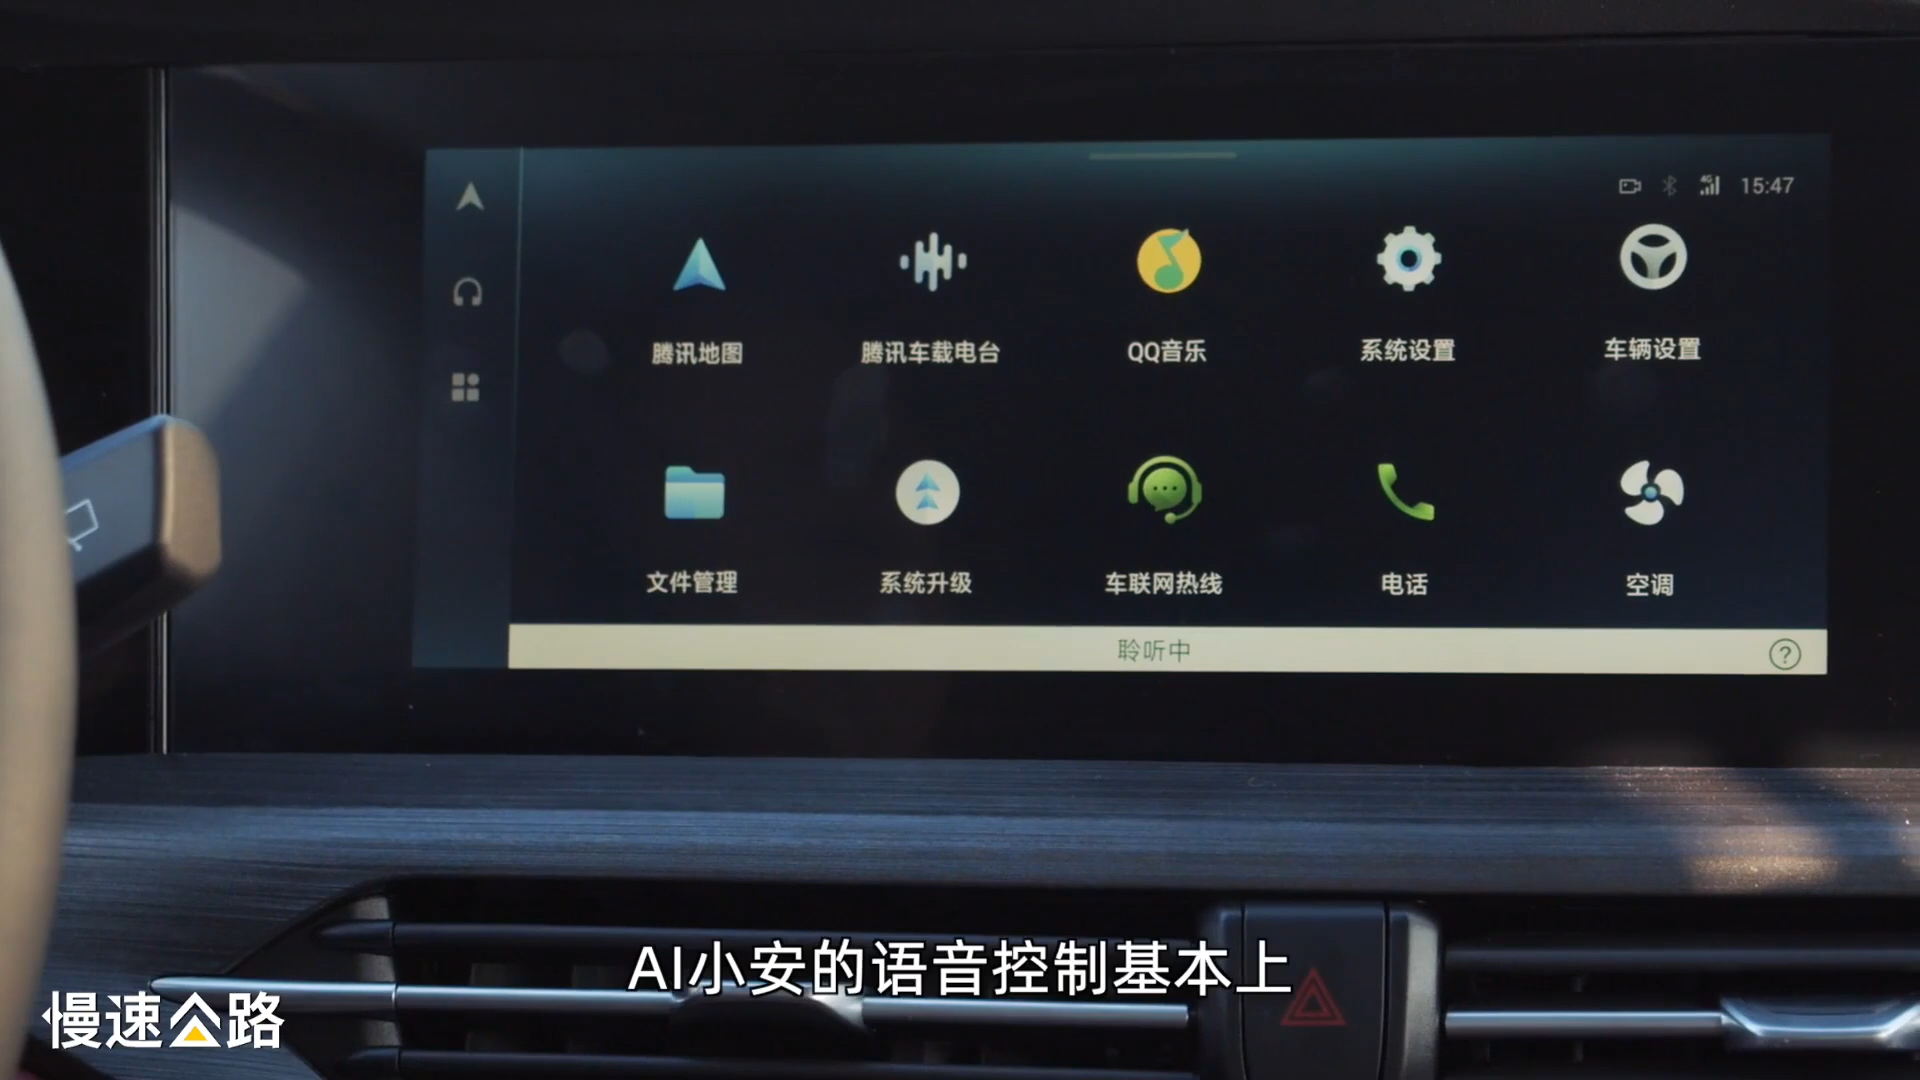 4G 15:47
腾讯地图 腾讯车载电台 QQ音乐 系统设置 车辆设置
文件管理 系统升级 车联网热线 电话 空调
聆听中 ?
AI小安的语音控制基本上
慢速公路